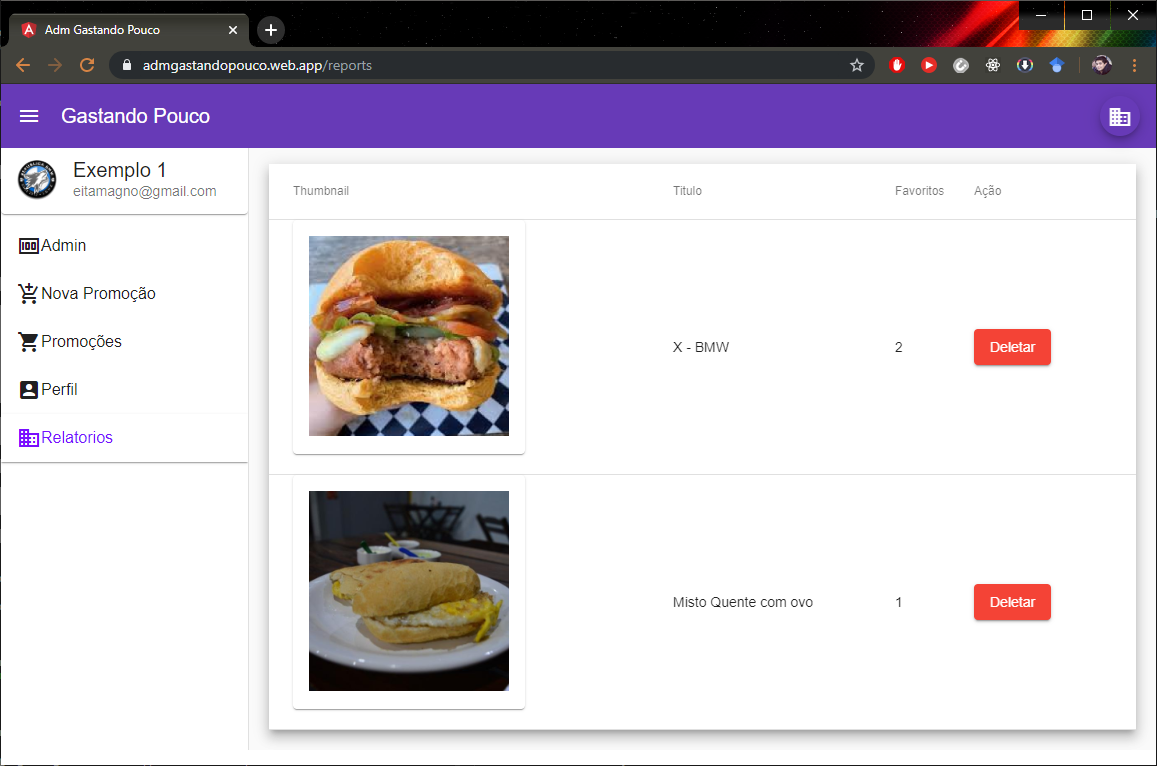 Adm Gastando Pouco
admgastandopouco.web.app/reports
Gastando Pouco
Exemplo 1
eitamagno@gmail.com
Admin
Nova Promoção
Promoções
Perfil
Relatorios
Thumbnail Titulo Favoritos Ação
X - BMW 2 Deletar
Misto Quente com ovo 1 Deletar